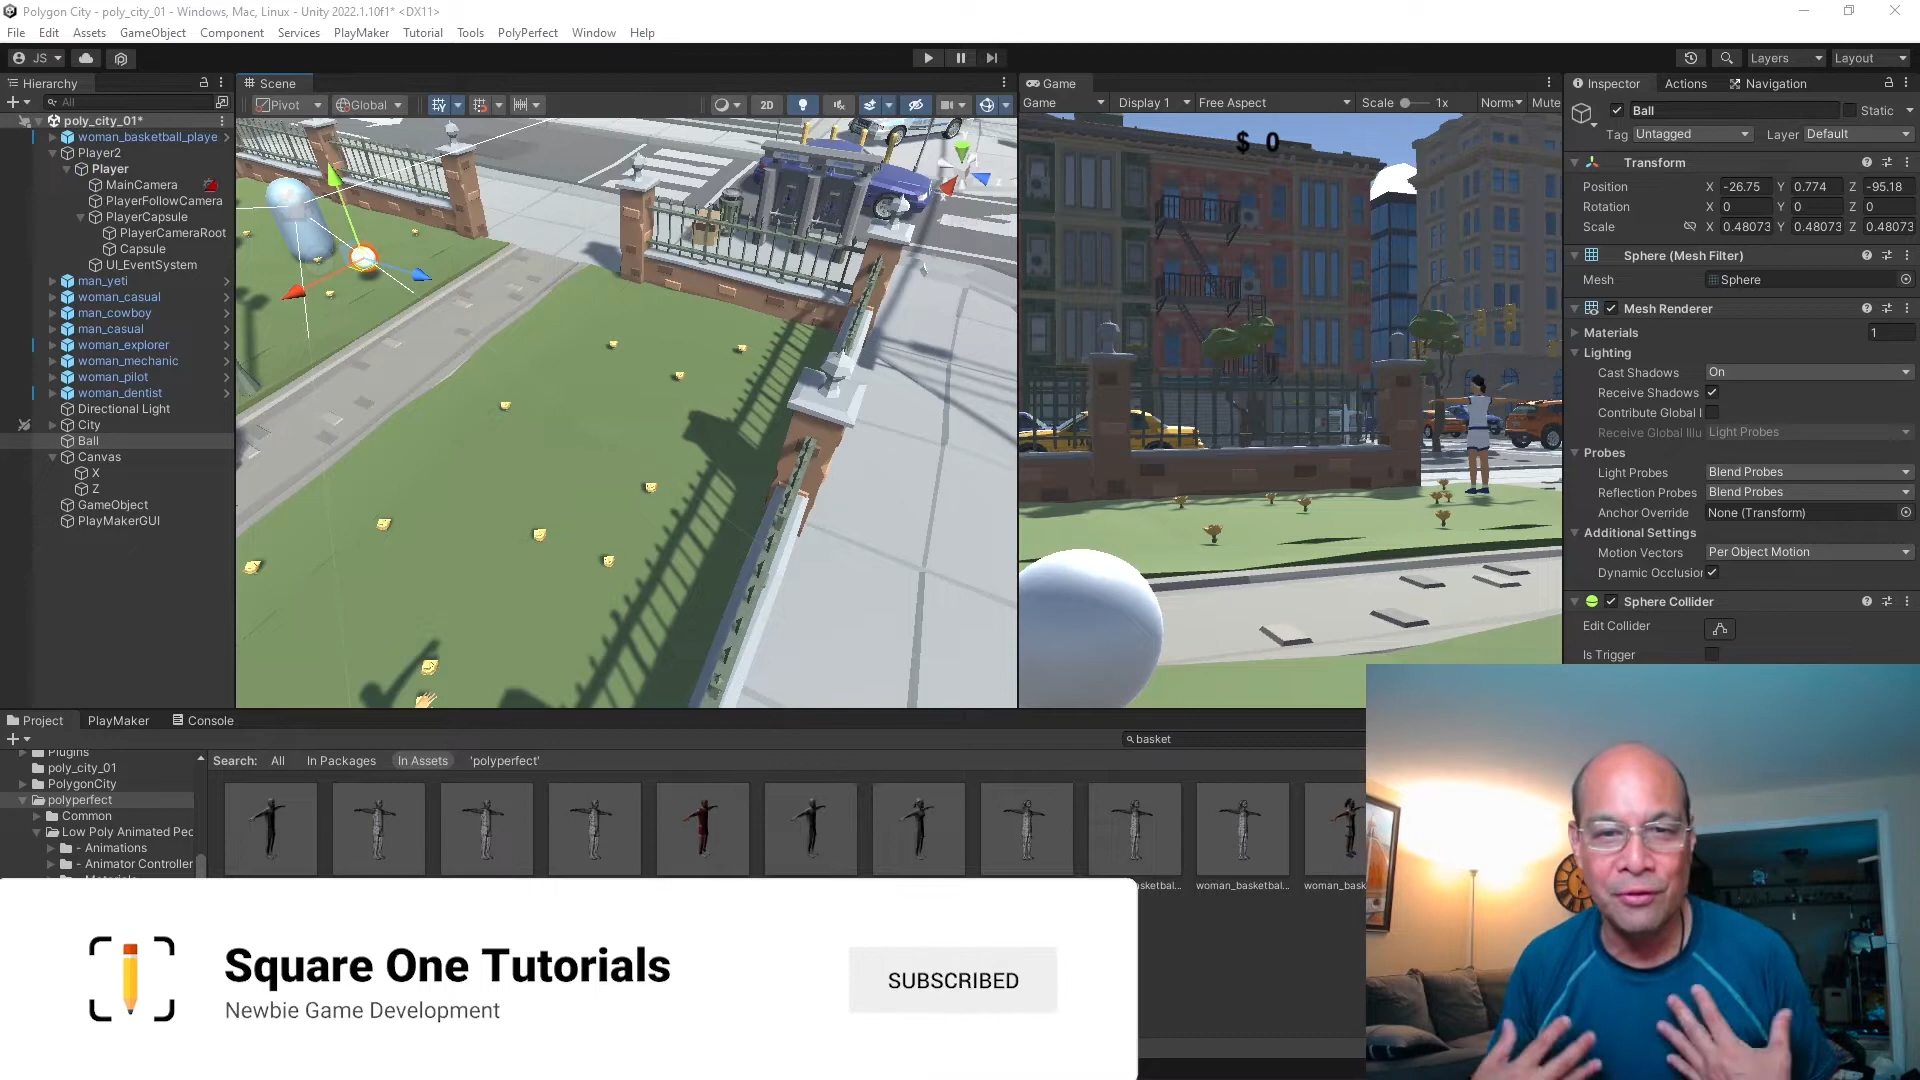 Polygon City - poly_city_01 - Windows, Mac, Linux - Unity 2022.1.10f1* <DX11>
File Edit Assets GameObject Component Services PlayMaker Tutorial Tools PolyPerfect Window Help
JS Layers Layout
Hierarchy
All
poly_city_01*
woman_basketball_playe
Player2
Player
MainCamera
PlayerFollowCamera
PlayerCapsule
PlayerCameraRoot
Capsule
UI_EventSystem
man_yeti
woman_casual
man_cowboy
man_casual
woman_explorer
woman_mechanic
woman_pilot
woman_dentist
Directional Light
City
Ball
Canvas
X
Z
GameObject
PlayMakerGUI
Scene
Pivot Global 2D
Game
Game Display 1 Free Aspect Scale 1x Norm Mute
$ 0
Inspector Actions Navigation
Ball Static
Tag Untagged Layer Default
Transform
Position X -26.75 Y 0.774 Z -95.18
Rotation X 0 Y 0 Z 0
Scale X 0.48073 Y 0.48073 Z 0.48073
Sphere (Mesh Filter)
Mesh Sphere
Mesh Renderer
Materials 1
Lighting
Cast Shadows On
Receive Shadows
Contribute Global I
Receive Global Illu Light Probes
Probes
Light Probes Blend Probes
Reflection Probes Blend Probes
Anchor Override None (Transform)
Additional Settings
Motion Vectors Per Object Motion
Dynamic Occlusion
Sphere Collider
Edit Collider
Is Trigger
Project PlayMaker Console
basket
Plugins
poly_city_01
PolygonCity
polyperfect
Common
Low Poly Animated Peo
- Animations
- Animator Controller
Search: All In Packages In Assets 'polyperfect'
asketbal... woman_basketbal... woman_bask
Square One Tutorials
Newbie Game Development
SUBSCRIBED